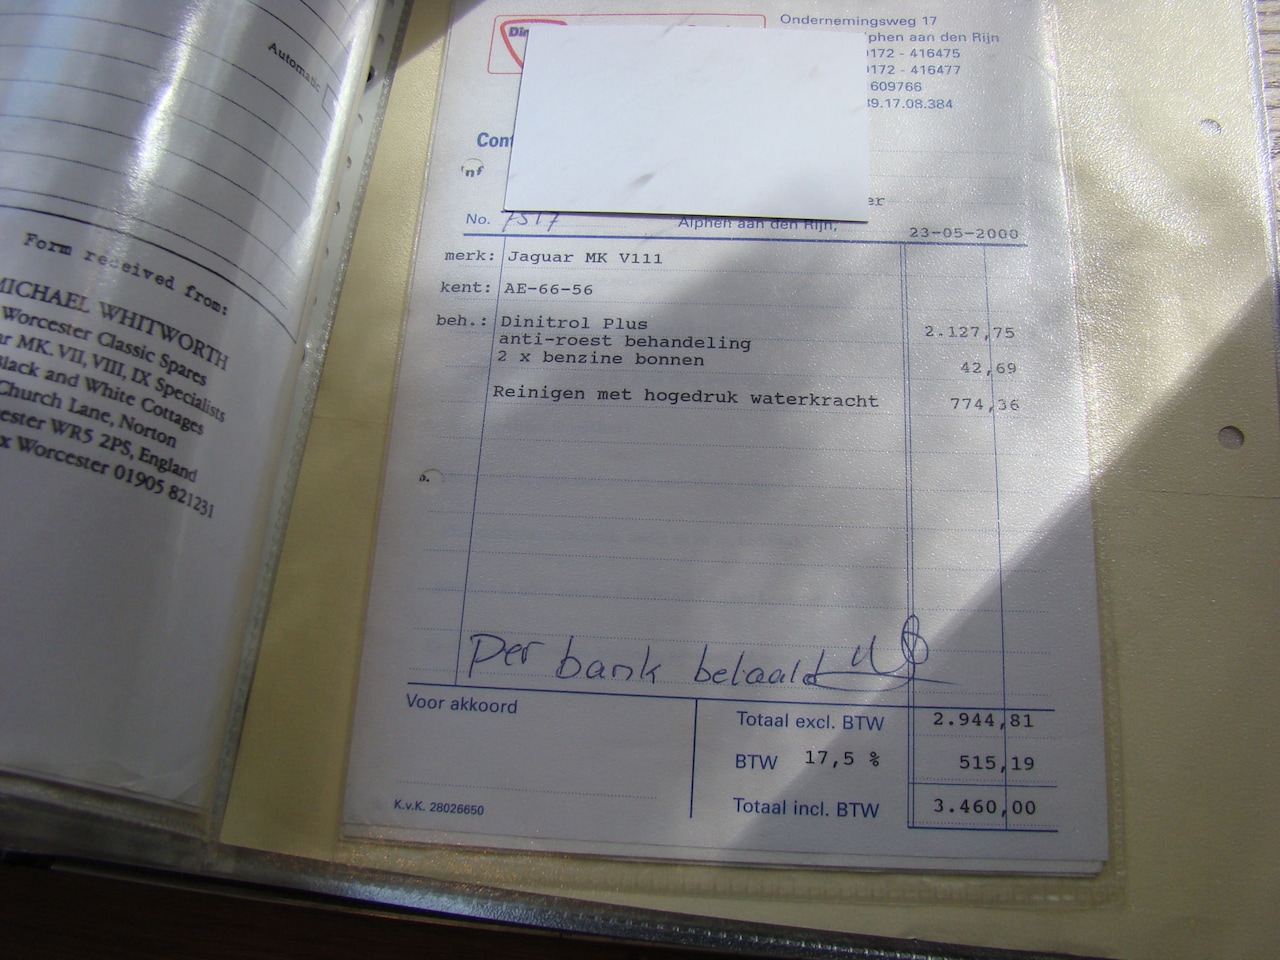 Automatic
Form received from:
MICHAEL WHITWORTH
Worcester Classic Spares
MK. VII, VIII, IX Specialists
Black and White Cottages
Church Lane, Norton
WR5 2PS, England
Worcester 01905 821231
Ondernemingsweg 17
aan den Rijn
0172 - 416475
0172 - 416477
609766
39.17.08.384
No. 7517 Alphen aan den Rijn, 23-05-2000
merk: Jaguar MK V111
kent: AE-66-56
beh.: Dinitrol Plus 2.127,75
anti-roest behandeling
2 x benzine bonnen 42,69
Reinigen met hogedruk waterkracht 774,36
Per bank betaald
Voor akkoord
Totaal excl. BTW 2.944,81
BTW 17,5 % 515,19
Totaal incl. BTW 3.460,00
K.v.K. 28026650